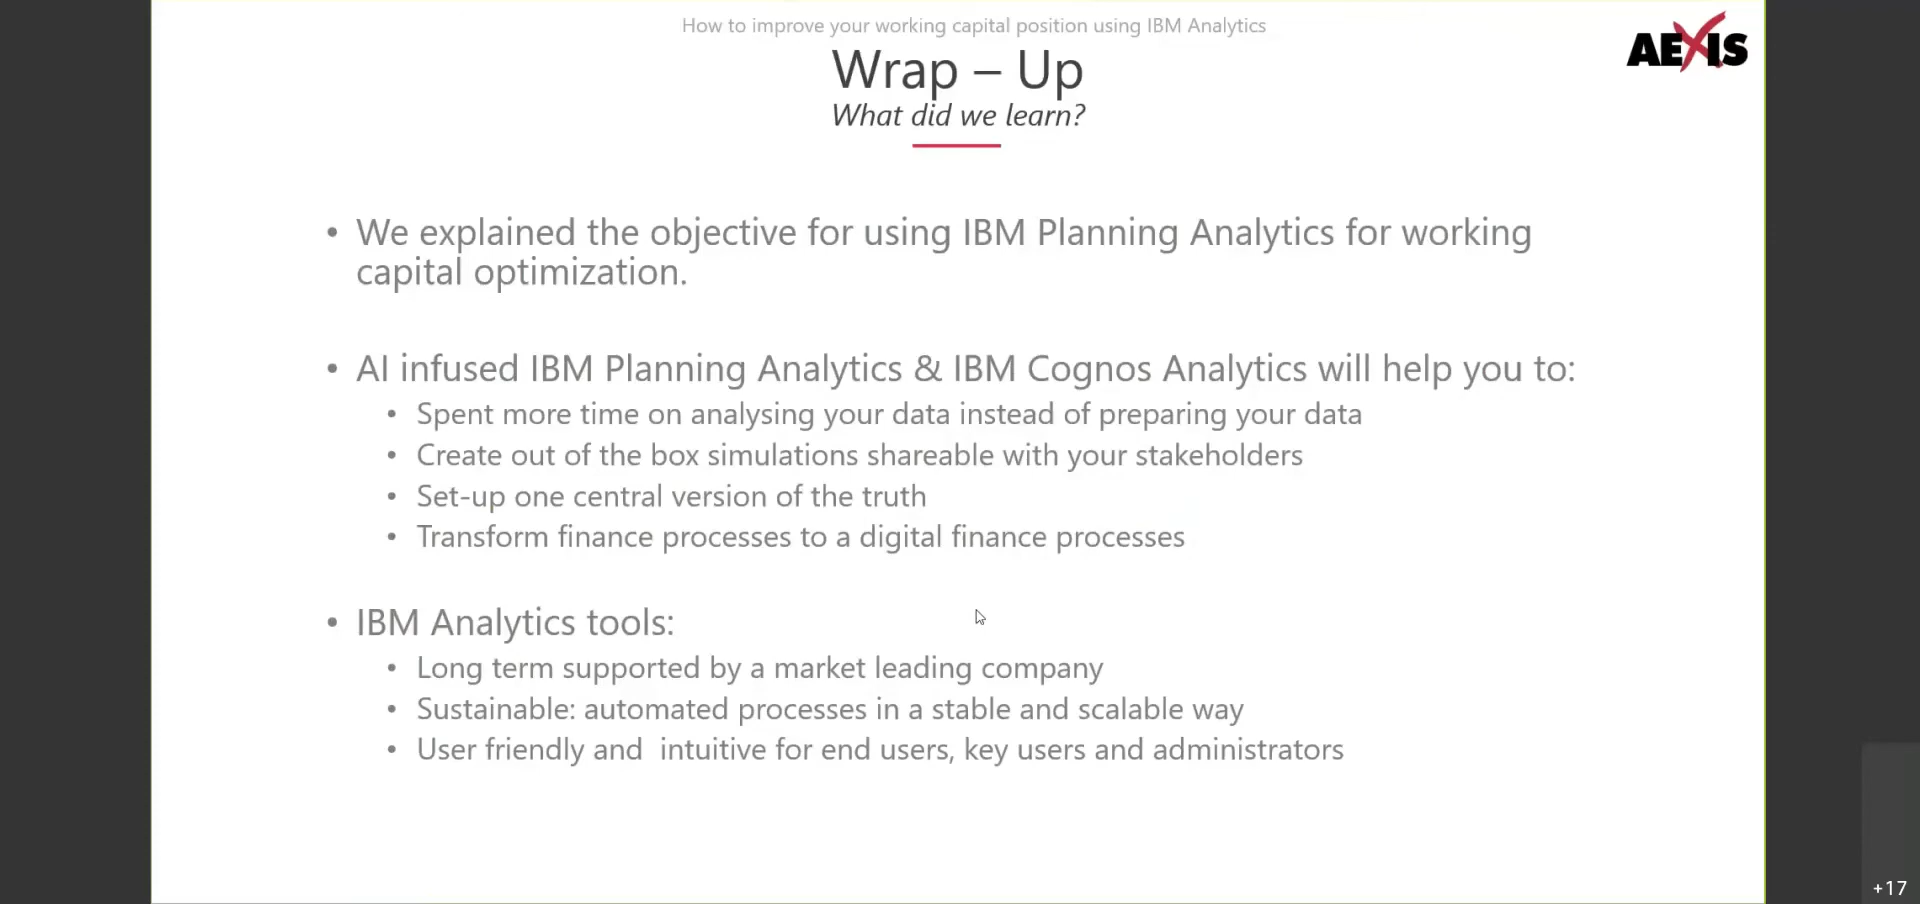 How to improve your working capital position using IBM Analytics
AEXIS
Wrap – Up
What did we learn?
• We explained the objective for using IBM Planning Analytics for working
capital optimization.
• AI infused IBM Planning Analytics & IBM Cognos Analytics will help you to:
• Spent more time on analysing your data instead of preparing your data
• Create out of the box simulations shareable with your stakeholders
• Set-up one central version of the truth
• Transform finance processes to a digital finance processes
• IBM Analytics tools:
• Long term supported by a market leading company
• Sustainable: automated processes in a stable and scalable way
• User friendly and  intuitive for end users, key users and administrators
+17